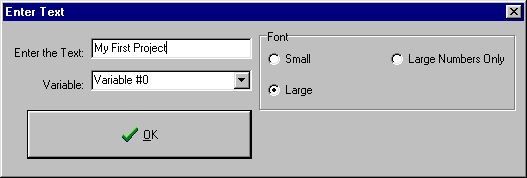 Enter Text
Enter the Text: My First Project
Variable: Variable #0
OK
Font
Small
Large Numbers Only
Large